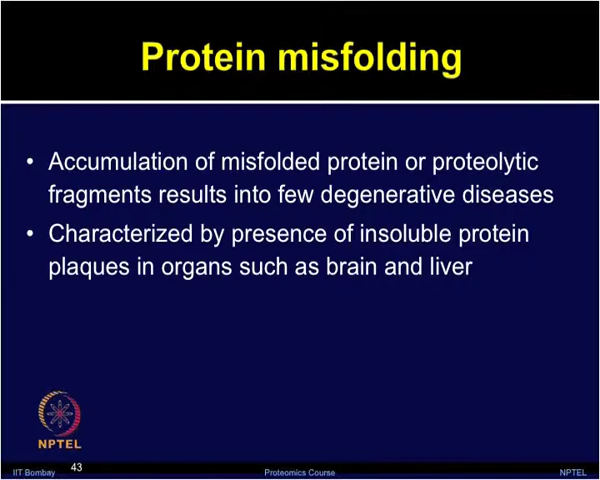 Protein misfolding
• Accumulation of misfolded protein or proteolytic
fragments results into few degenerative diseases
• Characterized by presence of insoluble protein
plaques in organs such as brain and liver
NPTEL
IIT Bombay
43
Proteomics Course
NPTEL